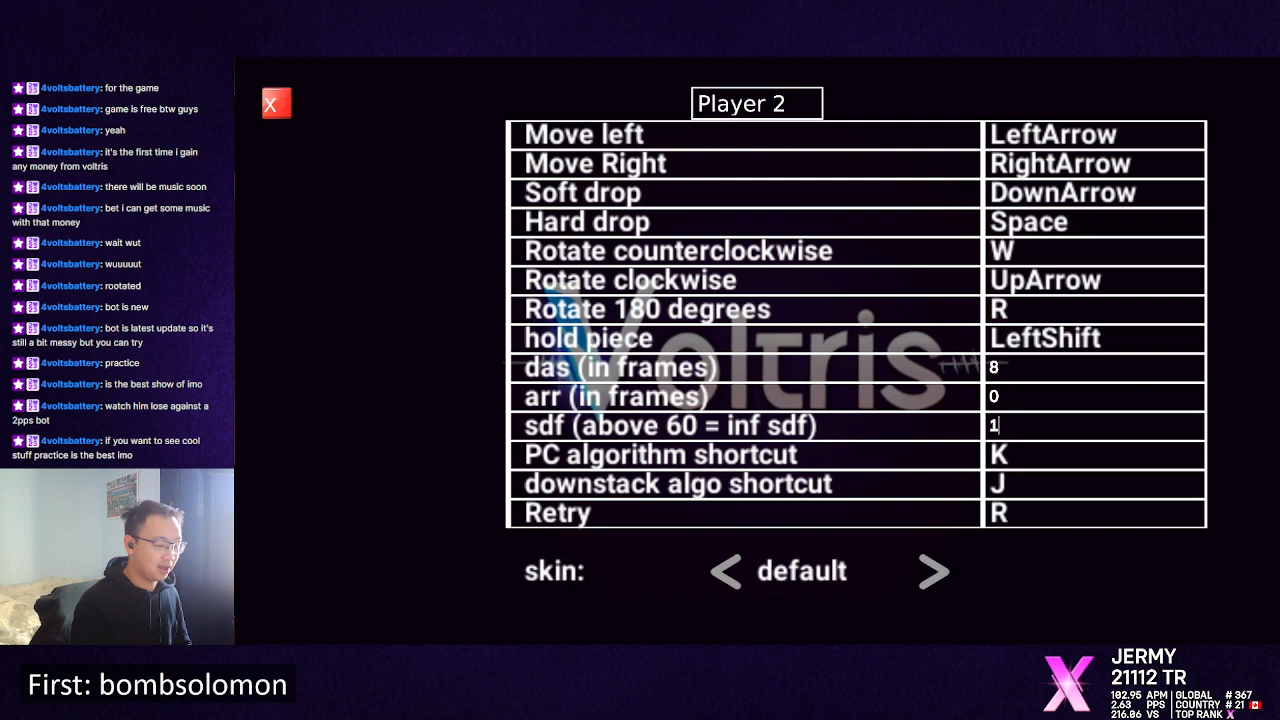 4voltsbattery: for the game
4voltsbattery: game is free btw guys
4voltsbattery: yeah
4voltsbattery: it's the first time i gain
any money from voltris
4voltsbattery: there will be music soon
4voltsbattery: bet i can get some music
with that money
4voltsbattery: wait wut
4voltsbattery: wuuuuut
4voltsbattery: rootated
4voltsbattery: bot is new
4voltsbattery: bot is latest update so it's
still a bit messy but you can try
4voltsbattery: practice
4voltsbattery: is the best show of imo
4voltsbattery: watch him lose against a
2pps bot
4voltsbattery: if you want to see cool
stuff practice is the best imo
X
Player 2
Move left LeftArrow
Move Right RightArrow
Soft drop DownArrow
Hard drop Space
Rotate counterclockwise W
Rotate clockwise UpArrow
Rotate 180 degrees R
hold piece LeftShift
Voltris
das (in frames) 8
arr (in frames) 0
sdf (above 60 = inf sdf) 1
PC algorithm shortcut K
downstack algo shortcut J
Retry R
skin: < default >
First: bombsolomon
X
JERMY
21112 TR
102.95 APM GLOBAL # 367
2.63 PPS COUNTRY # 21
216.06 VS TOP RANK X